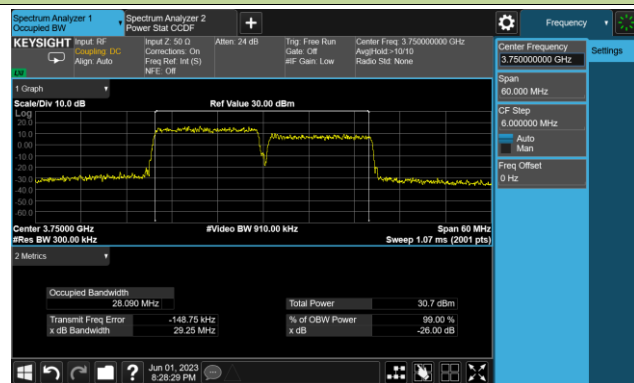 Spectrum Analyzer 1
Occupied BW
Spectrum Analyzer 2
Power Stat CCDF
+
Frequency
KEYSIGHT
Input: RF
Coupling: DC
Align: Auto
Input Z: 50 Ω
Corrections: On
Freq Ref: Int (S)
NFE: Off
Atten: 24 dB
Trig: Free Run
Gate: Off
#IF Gain: Low
Center Freq: 3.750000000 GHz
Avg|Hold:>10/10
Radio Std: None
Center Frequency
3.750000000 GHz
Settings
Span
60.000 MHz
CF Step
6.000000 MHz
Auto
Man
Freq Offset
0 Hz
1 Graph
Scale/Div 10.0 dB
Ref Value 30.00 dBm
Log
20.0
10.0
0.00
-10.0
-20.0
-30.0
-40.0
-50.0
-60.0
Center 3.75000 GHz
#Video BW 910.00 kHz
Span 60 MHz
#Res BW 300.00 kHz
Sweep 1.07 ms (2001 pts)
2 Metrics
Occupied Bandwidth
28.090 MHz
Total Power 30.7 dBm
Transmit Freq Error -148.75 kHz
% of OBW Power 99.00 %
x dB Bandwidth 29.25 MHz
x dB -26.00 dB
?
Jun 01, 2023
8:28:29 PM